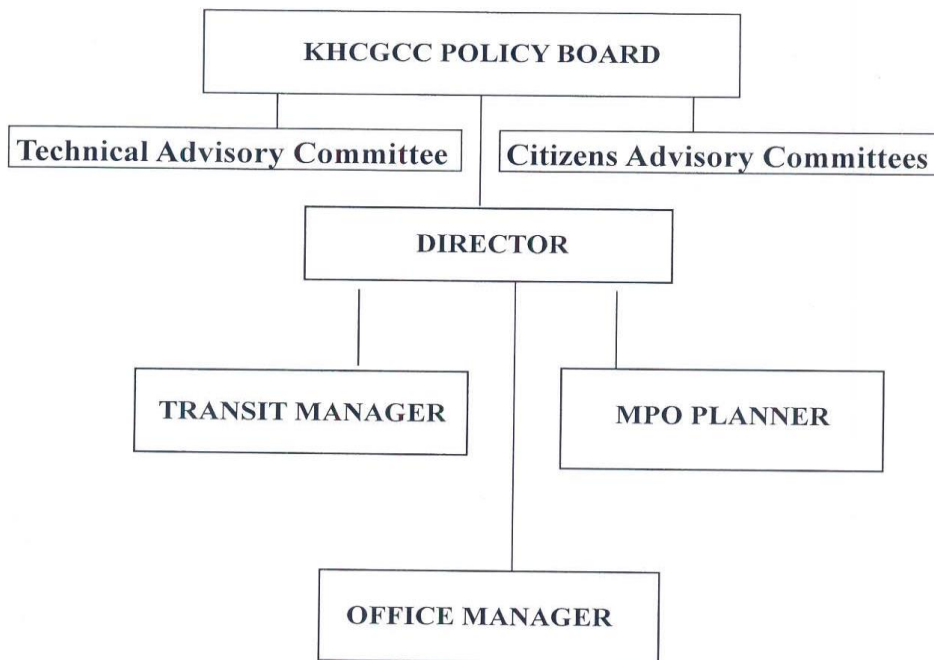 KHCGCC POLICY BOARD
Technical Advisory Committee
Citizens Advisory Committees
DIRECTOR
TRANSIT MANAGER
MPO PLANNER
OFFICE MANAGER